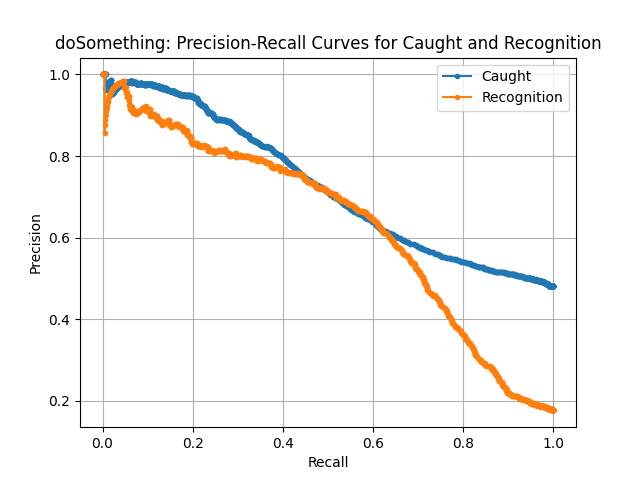 doSomething: Precision-Recall Curves for Caught and Recognition
Caught
Recognition
1.0
0.8
0.6
0.4
0.2
Precision
0.0
0.2
0.4
0.6
0.8
1.0
Recall